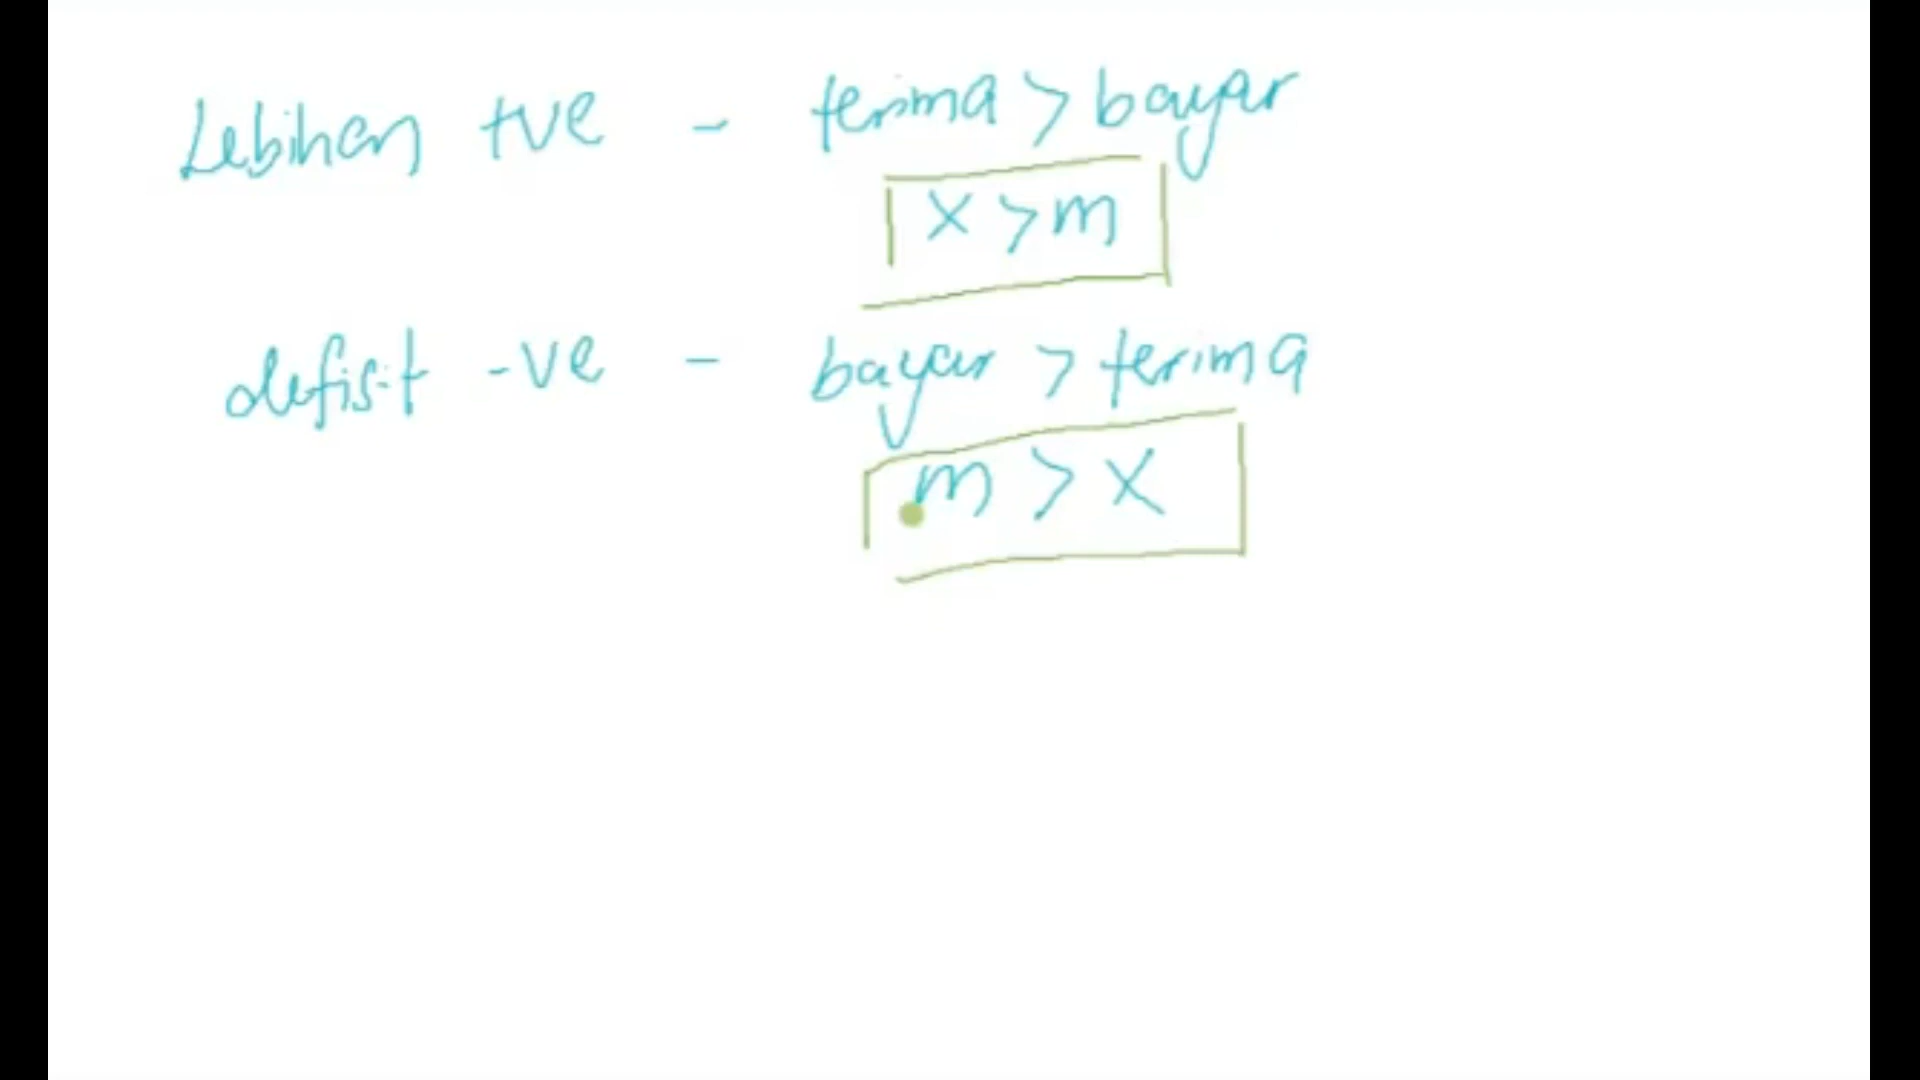 Lebihan +ve - terima > bayar
x > m
defisit -ve - bayar > terima
m > x